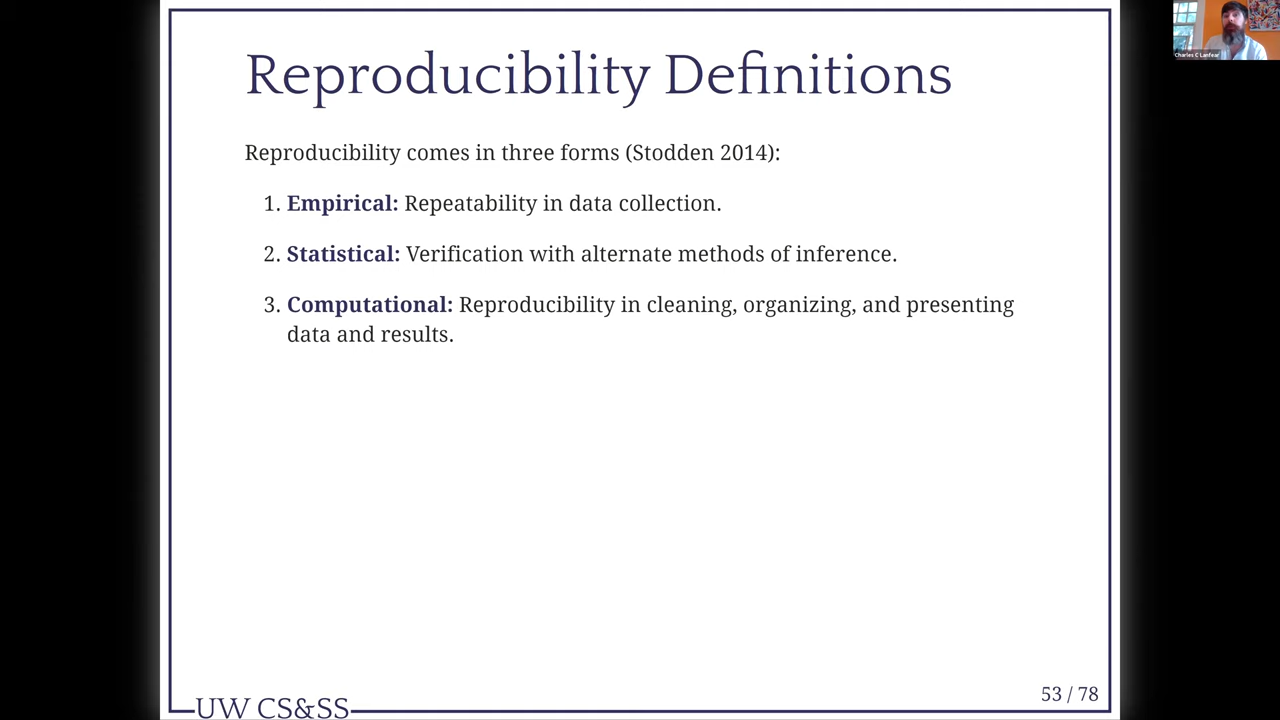 Reproducibility Definitions
Charles C Lanfear
Reproducibility comes in three forms (Stodden 2014):
1. Empirical: Repeatability in data collection.
2. Statistical: Verification with alternate methods of inference.
3. Computational: Reproducibility in cleaning, organizing, and presenting
data and results.
53 / 78
UW CS&SS